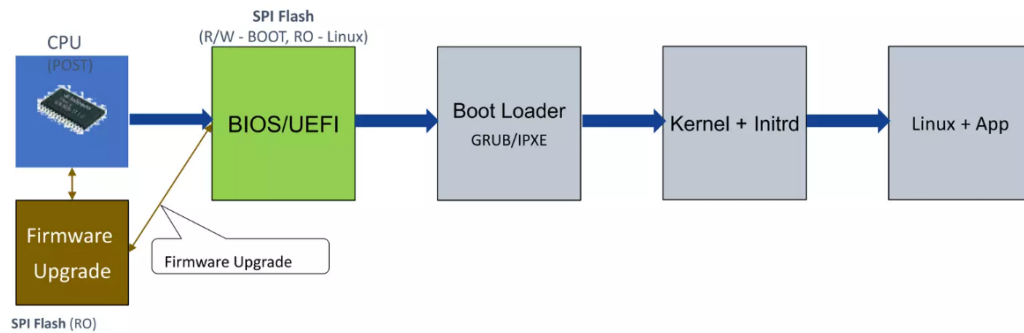 SPI Flash
(R/W - BOOT, RO - Linux)
CPU
(POST)
BIOS/UEFI
Boot Loader
GRUB/IPXE
Kernel + Initrd
Linux + App
Firmware
Upgrade
Firmware Upgrade
SPI Flash (RO)